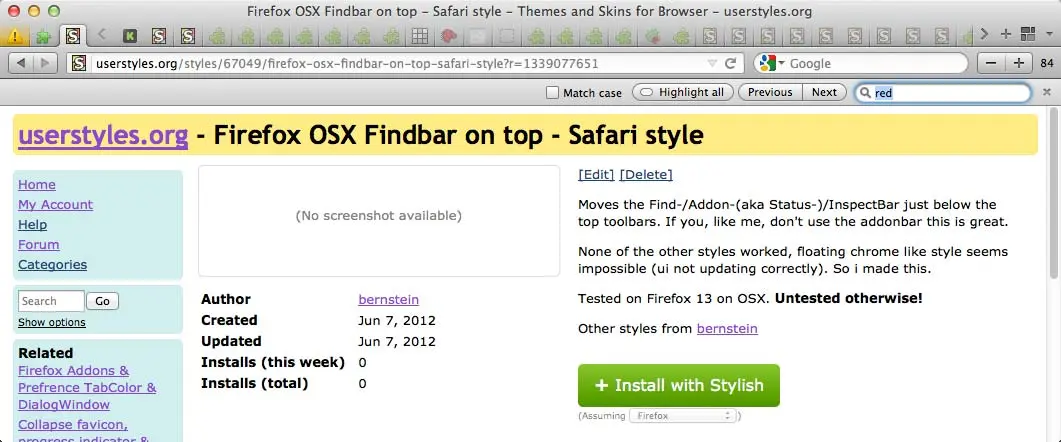 Firefox OSX Findbar on top – Safari style – Themes and Skins for Browser – userstyles.org
userstyles.org/styles/67049/firefox-osx-findbar-on-top-safari-style?r=1339077651
Google
84
Match case
Highlight all
Previous
Next
red
userstyles.org - Firefox OSX Findbar on top - Safari style
Home
My Account
Help
Forum
Categories
Search
Go
Show options
Related
Firefox Addons &
Prefrence TabColor &
DialogWindow
Collapse favicon,
progress indicator &
(No screenshot available)
Author bernstein
Created Jun 7, 2012
Updated Jun 7, 2012
Installs (this week) 0
Installs (total) 0
[Edit] [Delete]
Moves the Find-/Addon-(aka Status-)/InspectBar just below the
top toolbars. If you, like me, don't use the addonbar this is great.
None of the other styles worked, floating chrome like style seems
impossible (ui not updating correctly). So i made this.
Tested on Firefox 13 on OSX. Untested otherwise!
Other styles from bernstein
+ Install with Stylish
(Assuming Firefox )